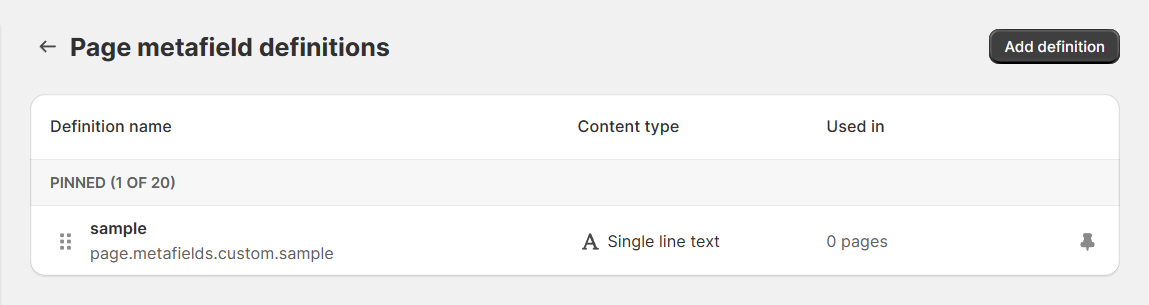 Page metafield definitions
Add definition
Definition name
Content type
Used in
PINNED (1 OF 20)
sample
page.metafields.custom.sample
Single line text
0 pages